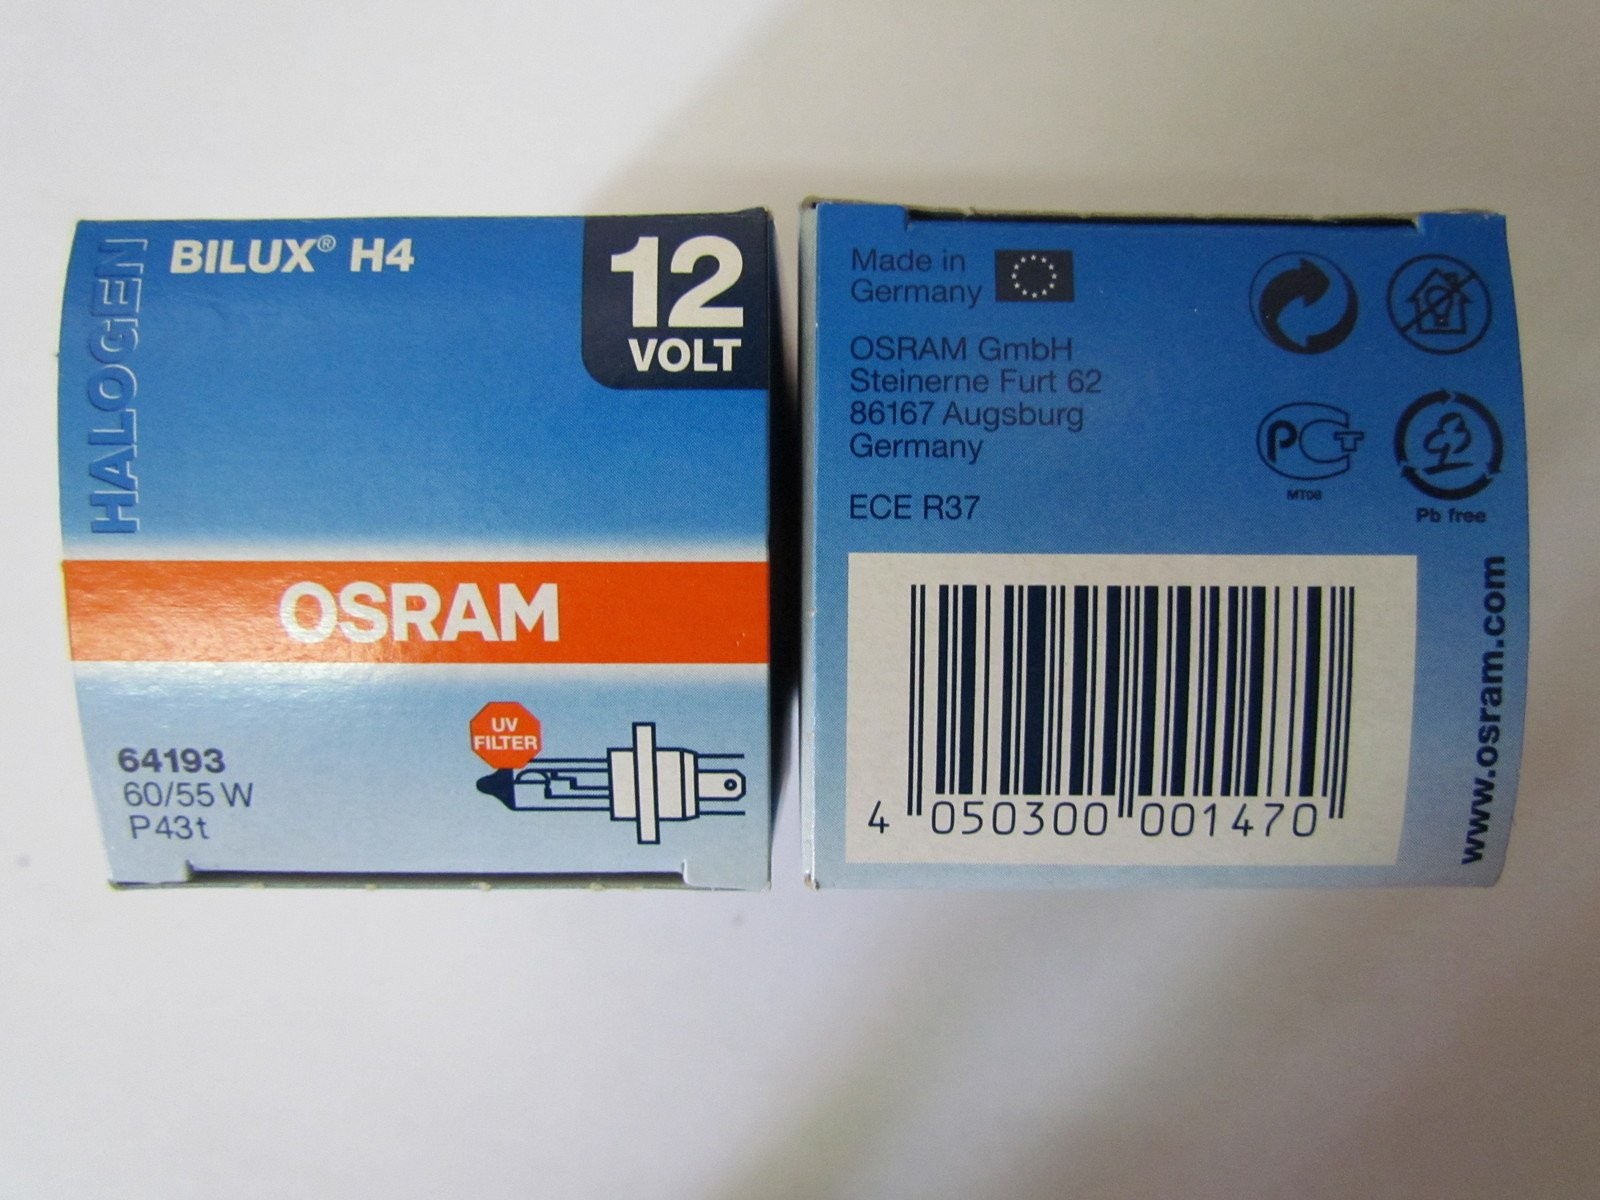 HALOGEN
BILUX® H4
12
VOLT
OSRAM
UV
FILTER
64193
60/55 W
P43t
Made in
Germany
OSRAM GmbH
Steinerne Furt 62
86167 Augsburg
Germany
ECE R37
PCT
MT08
Pb free
4 050300 001470
www.osram.com